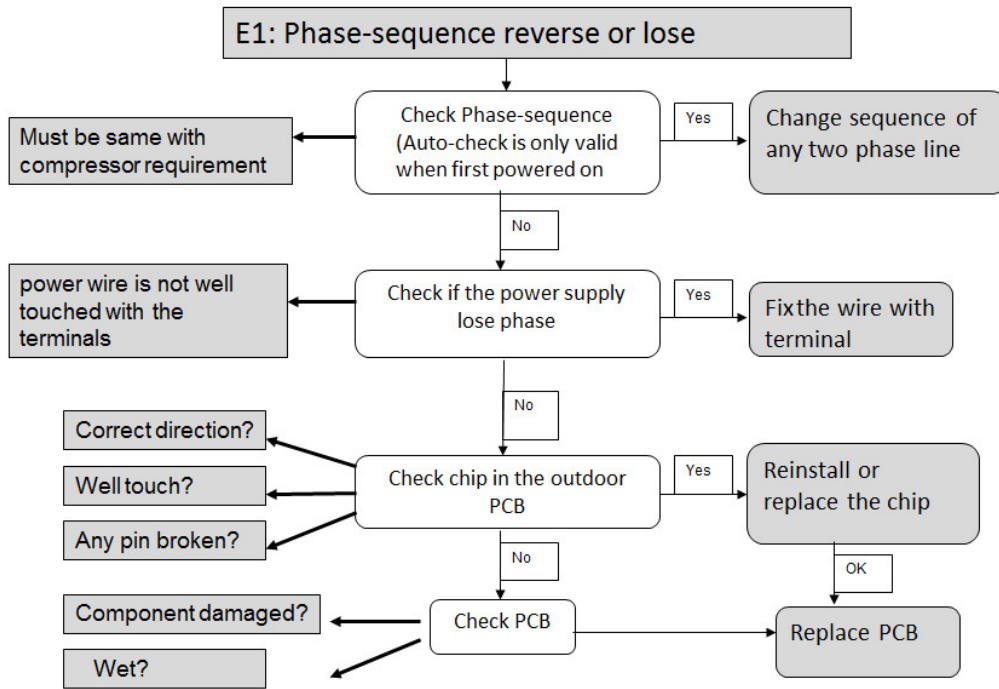 E1: Phase-sequence reverse or lose
Check Phase-sequence
(Auto-check is only valid
when first powered on
Yes
Change sequence of
any two phase line
Must be same with
compressor requirement
No
power wire is not well
touched with the
terminals
Check if the power supply
lose phase
Yes
Fix the wire with
terminal
No
Correct direction?
Well touch?
Any pin broken?
Check chip in the outdoor
PCB
Yes
Reinstall or
replace the chip
No
OK
Component damaged?
Wet?
Check PCB
Replace PCB